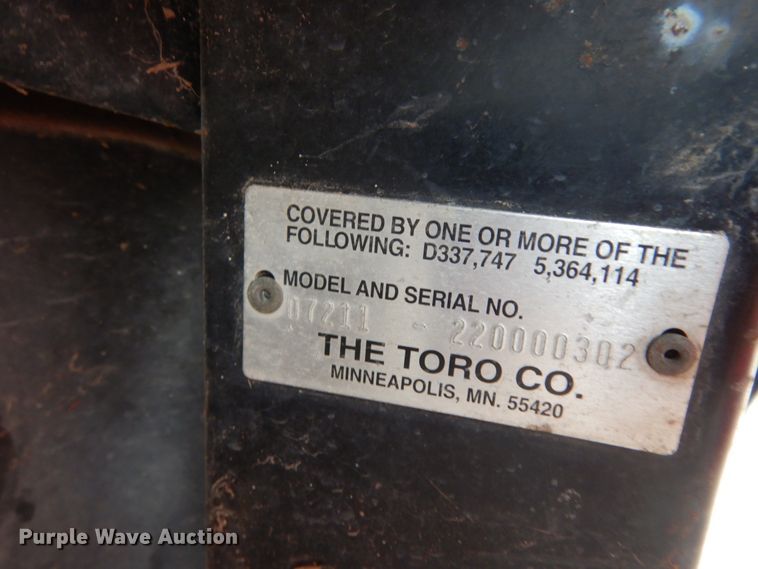 COVERED BY ONE OR MORE OF THE
FOLLOWING: D337,747 5,364,114
MODEL AND SERIAL NO.
07211 - 220000302
THE TORO CO.
MINNEAPOLIS, MN. 55420
Purple Wave Auction